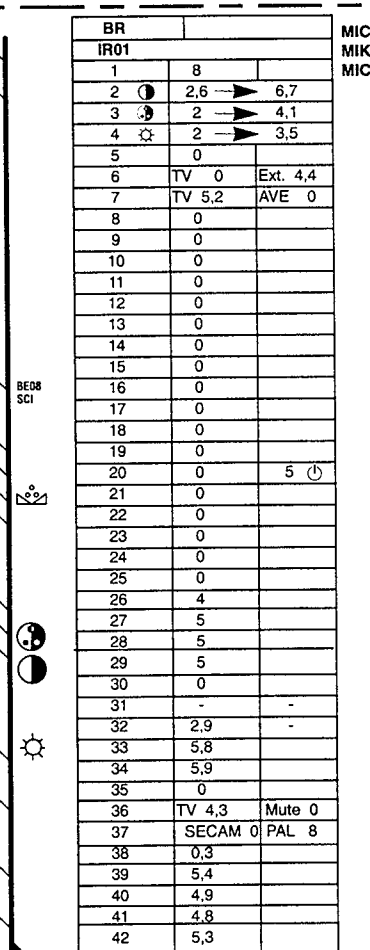 BR
IR01
1 8
2 2,6 6,7
3 2 4,1
4 2 3,5
5 0
6 TV 0 Ext. 4,4
7 TV 5,2 AVE 0
8 0
9 0
10 0
11 0
12 0
13 0
14 0
15 0
16 0
17 0
18 0
19 0
20 0 5
21 0
22 0
23 0
24 0
25 0
26 4
27 5
28 5
29 5
30 0
31 - -
32 2,9 -
33 5,8
34 5,9
35 0
36 TV 4,3 Mute 0
37 SECAM 0 PAL 8
38 0,3
39 5,4
40 4,9
41 4,8
42 5,3
MIC
MIK
MIC
BE08
SCI